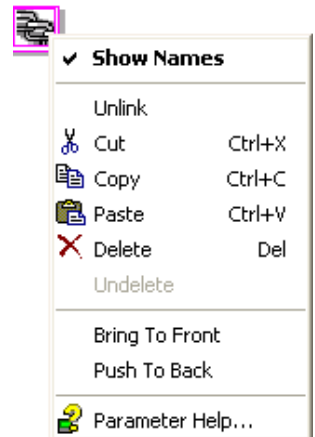 ✓ Show Names
Unlink
Cut Ctrl+X
Copy Ctrl+C
Paste Ctrl+V
Delete Del
Undelete
Bring To Front
Push To Back
Parameter Help...